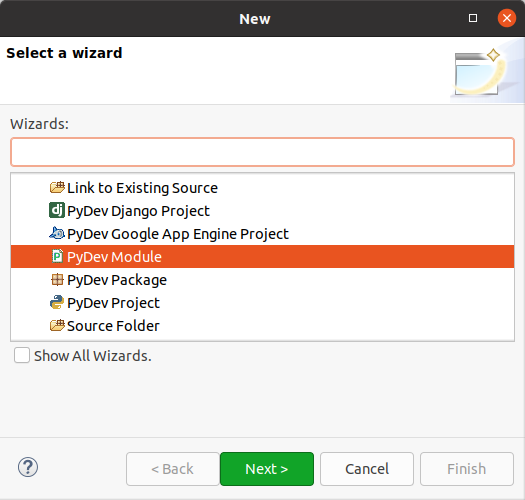 New
Select a wizard
Wizards:
Link to Existing Source
dj PyDev Django Project
PyDev Google App Engine Project
P PyDev Module
PyDev Package
PyDev Project
Source Folder
Show All Wizards.
? < Back Next > Cancel Finish